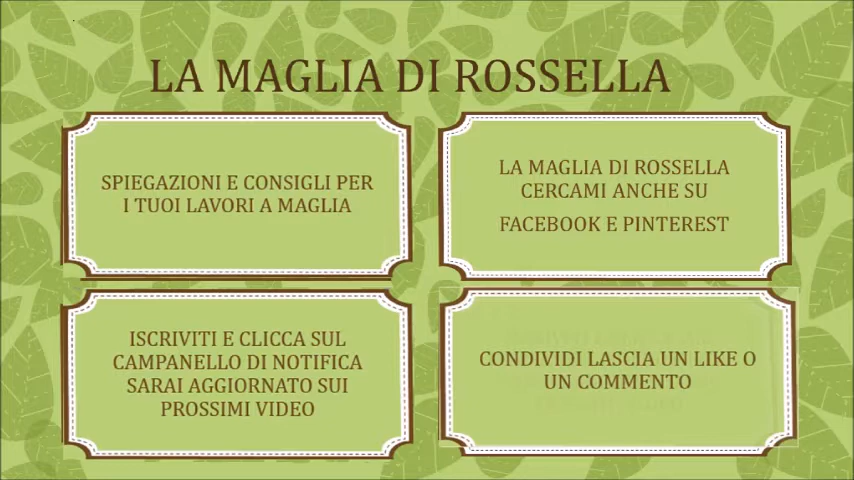 LA MAGLIA DI ROSSELLA
SPIEGAZIONI E CONSIGLI PER
I TUOI LAVORI A MAGLIA
LA MAGLIA DI ROSSELLA
CERCAMI ANCHE SU
FACEBOOK E PINTEREST
ISCRIVITI E CLICCA SUL
CAMPANELLO DI NOTIFICA
SARAI AGGIORNATO SUI
PROSSIMI VIDEO
CONDIVIDI LASCIA UN LIKE O
UN COMMENTO